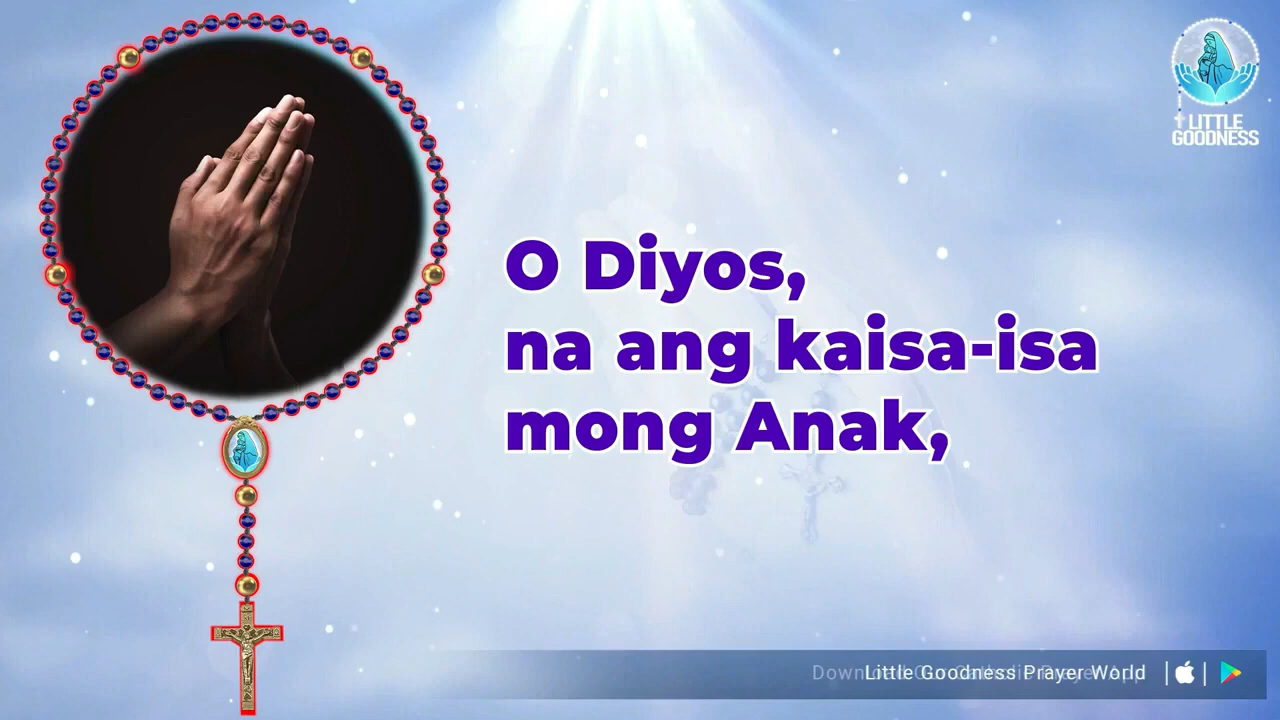 LITTLE
GOODNESS
O Diyos,
na ang kaisa-isa
mong Anak,
Little Goodness Prayer World